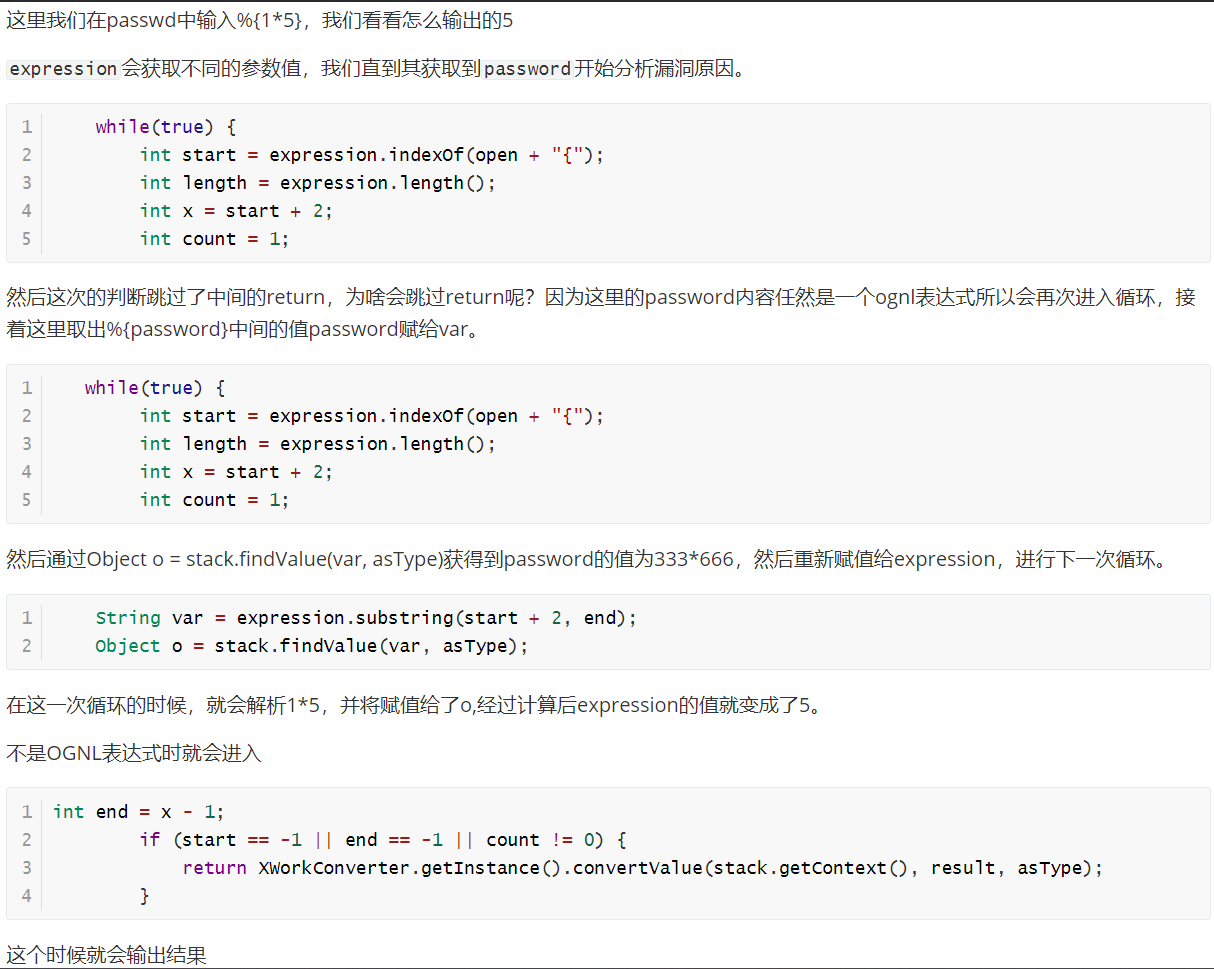 这里我们在passwd中输入%{1*5}，我们看看怎么输出的5
expression会获取不同的参数值，我们直到其获取到password开始分析漏洞原因。
1     while(true) {
2         int start = expression.indexOf(open + "{");
3         int length = expression.length();
4         int x = start + 2;
5         int count = 1;
然后这次的判断跳过了中间的return，为啥会跳过return呢？因为这里的password内容任然是一个ognl表达式所以会再次进入循环，接
着这里取出%{password}中间的值password赋给var。
1    while(true) {
2         int start = expression.indexOf(open + "{");
3         int length = expression.length();
4         int x = start + 2;
5         int count = 1;
然后通过Object o = stack.findValue(var, asType)获得到password的值为333*666，然后重新赋值给expression，进行下一次循环。
1     String var = expression.substring(start + 2, end);
2     Object o = stack.findValue(var, asType);
在这一次循环的时候，就会解析1*5，并将赋值给了o,经过计算后expression的值就变成了5。
不是OGNL表达式时就会进入
1 int end = x - 1;
2         if (start == -1 || end == -1 || count != 0) {
3             return XWorkConverter.getInstance().convertValue(stack.getContext(), result, asType);
4         }
这个时候就会输出结果